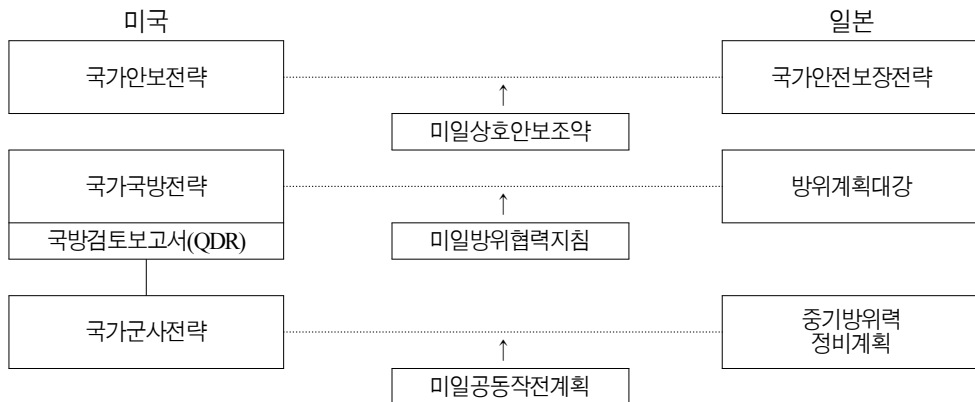 미국 일본
국가안보전략 국가안전보장전략
↑
미일상호안보조약
국가국방전략 방위계획대강
↑
국방검토보고서(QDR) 미일방위협력지침
국가군사전략 중기방위력
정비계획
↑
미일공동작전계획